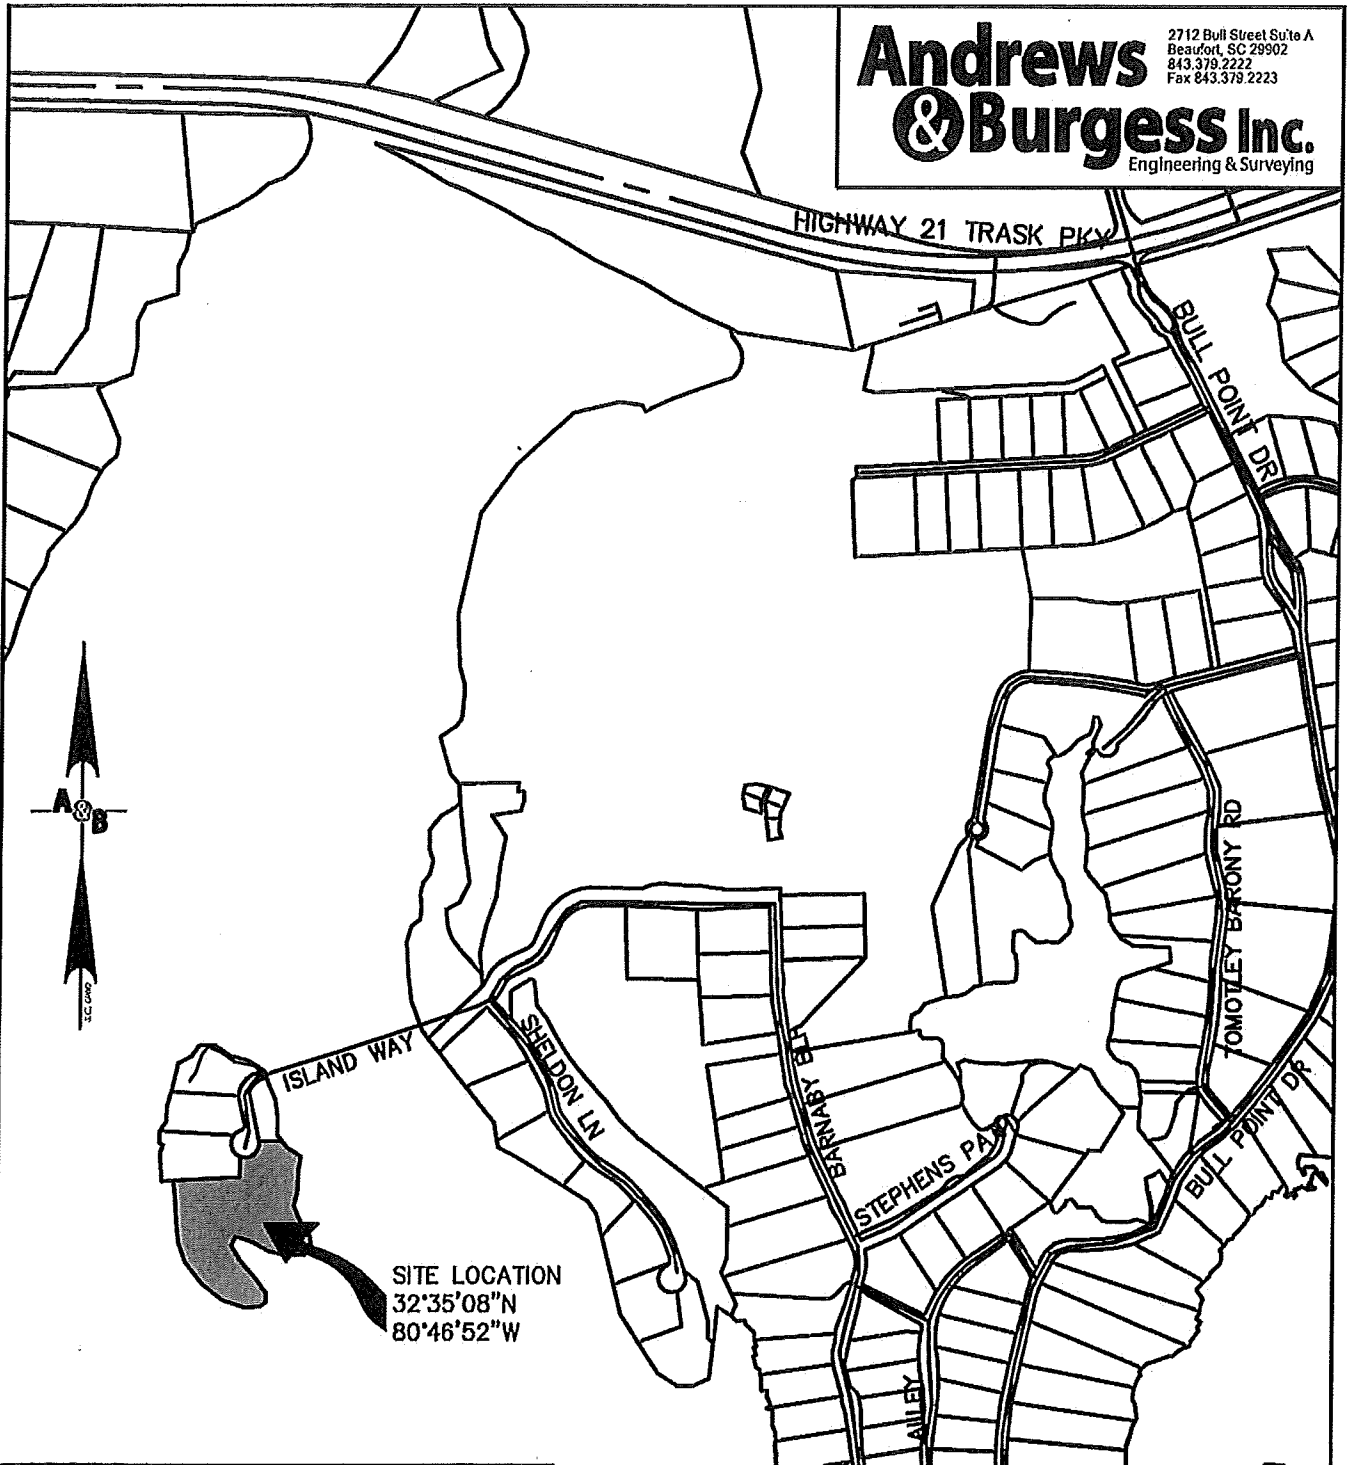 Andrews
& Burgess Inc.
Engineering & Surveying
2712 Bull Street Suite A
Beaufort, SC 29902
843.379.2222
Fax 843.379.2223
HIGHWAY 21 TRASK PKY
BULL POINT DR
A & B
TOMOTLEY BARONY RD
ISLAND WAY
SHELDON LN
BARNABY BLF
STEPHENS PA
BULL POINT DR
SITE LOCATION
32°35'08"N
80°46'52"W